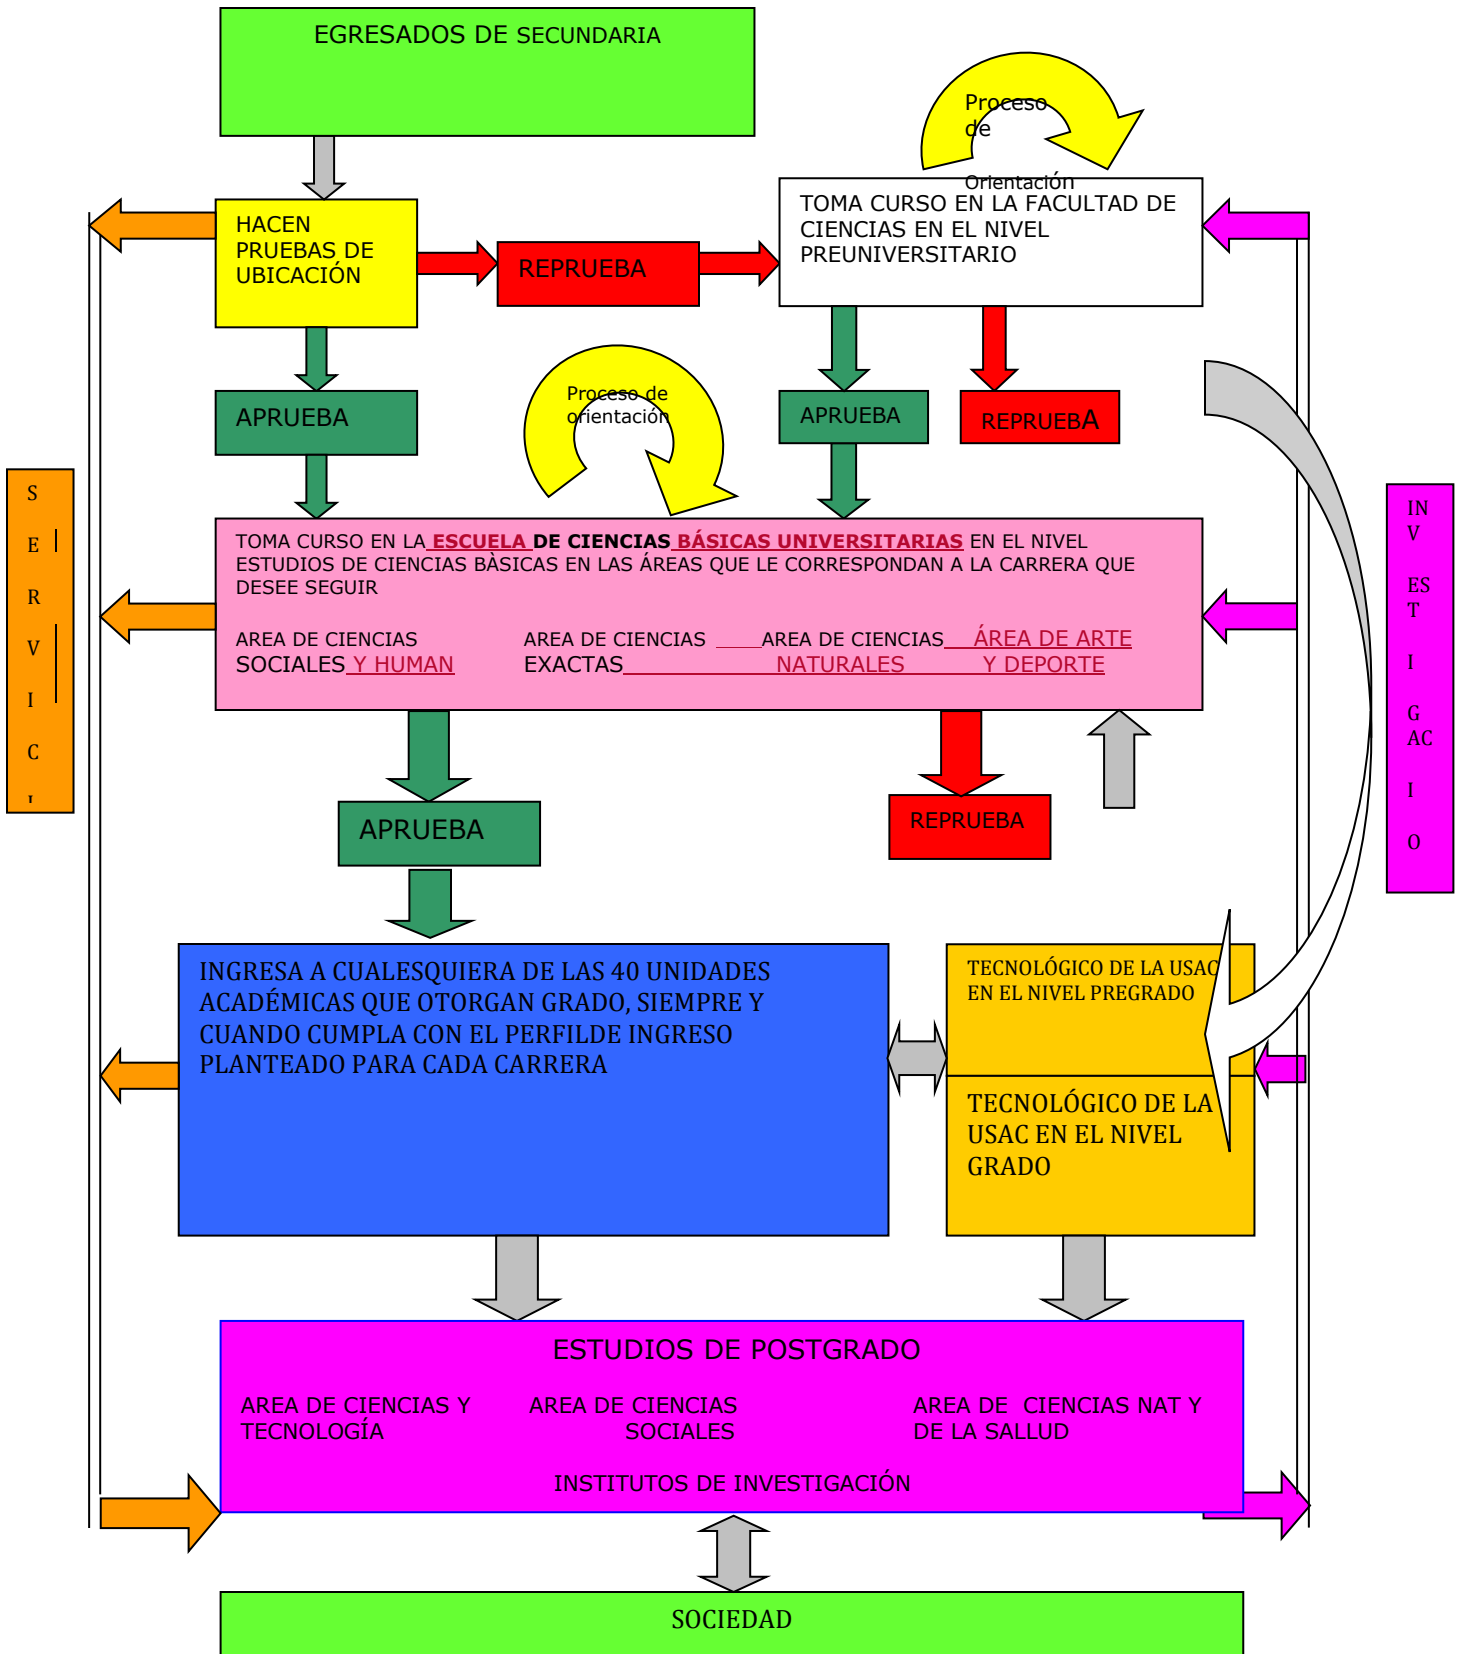 EGRESADOS DE SECUNDARIA
Proceso
de
Orientación
HACEN
PRUEBAS DE
UBICACIÓN
REPRUEBA
TOMA CURSO EN LA FACULTAD DE
CIENCIAS EN EL NIVEL
PREUNIVERSITARIO
APRUEBA
Proceso de
orientación
APRUEBA
REPRUEBA
S
E
R
V
I
C
I
IN
V
ES
T
I
G
AC
I
O
TOMA CURSO EN LA ESCUELA DE CIENCIAS BÁSICAS UNIVERSITARIAS EN EL NIVEL
ESTUDIOS DE CIENCIAS BÀSICAS EN LAS ÁREAS QUE LE CORRESPONDAN A LA CARRERA QUE
DESEE SEGUIR
AREA DE CIENCIAS AREA DE CIENCIAS AREA DE CIENCIAS ÁREA DE ARTE
SOCIALES Y HUMAN EXACTAS NATURALES Y DEPORTE
APRUEBA
REPRUEBA
INGRESA A CUALESQUIERA DE LAS 40 UNIDADES
ACADÉMICAS QUE OTORGAN GRADO, SIEMPRE Y
CUANDO CUMPLA CON EL PERFILDE INGRESO
PLANTEADO PARA CADA CARRERA
TECNOLÓGICO DE LA USAC
EN EL NIVEL PREGRADO
TECNOLÓGICO DE LA
USAC EN EL NIVEL
GRADO
ESTUDIOS DE POSTGRADO
AREA DE CIENCIAS Y AREA DE CIENCIAS AREA DE CIENCIAS NAT Y
TECNOLOGÍA SOCIALES DE LA SALLUD
INSTITUTOS DE INVESTIGACIÓN
SOCIEDAD